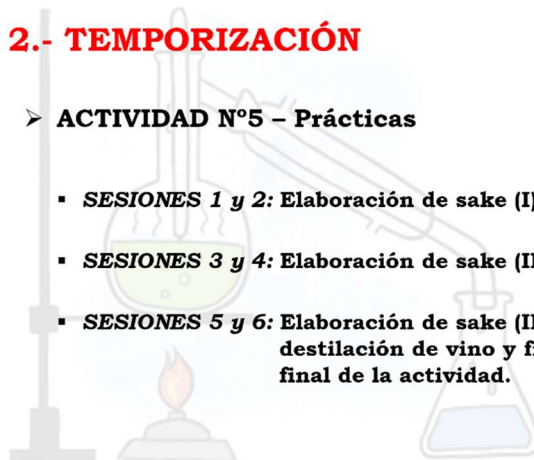 2.- TEMPORIZACIÓN
➢ ACTIVIDAD Nº5 – Prácticas
▪ SESIONES 1 y 2: Elaboración de sake (I)
▪ SESIONES 3 y 4: Elaboración de sake
▪ SESIONES 5 y 6: Elaboración de sake
destilación de vino y
final de la actividad.